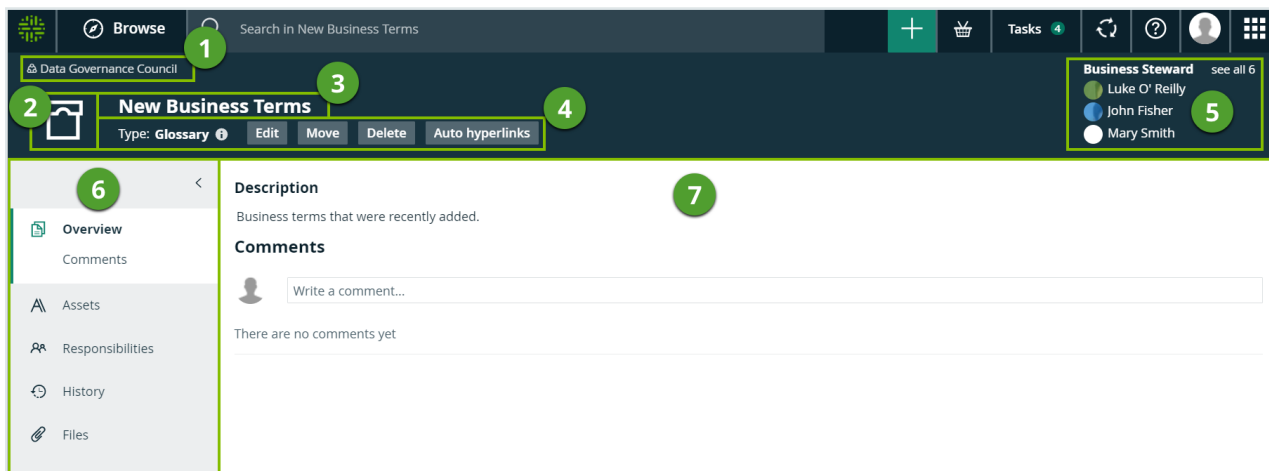 Browse
Search in New Business Terms
Tasks 4
1
Data Governance Council
2
3
New Business Terms
4
Type: Glossary
Edit Move Delete Auto hyperlinks
Business Steward see all 6
Luke O' Reilly
John Fisher
Mary Smith
5
6
Overview
Comments
Assets
Responsibilities
History
Files
7
Description
Business terms that were recently added.
Comments
Write a comment...
There are no comments yet